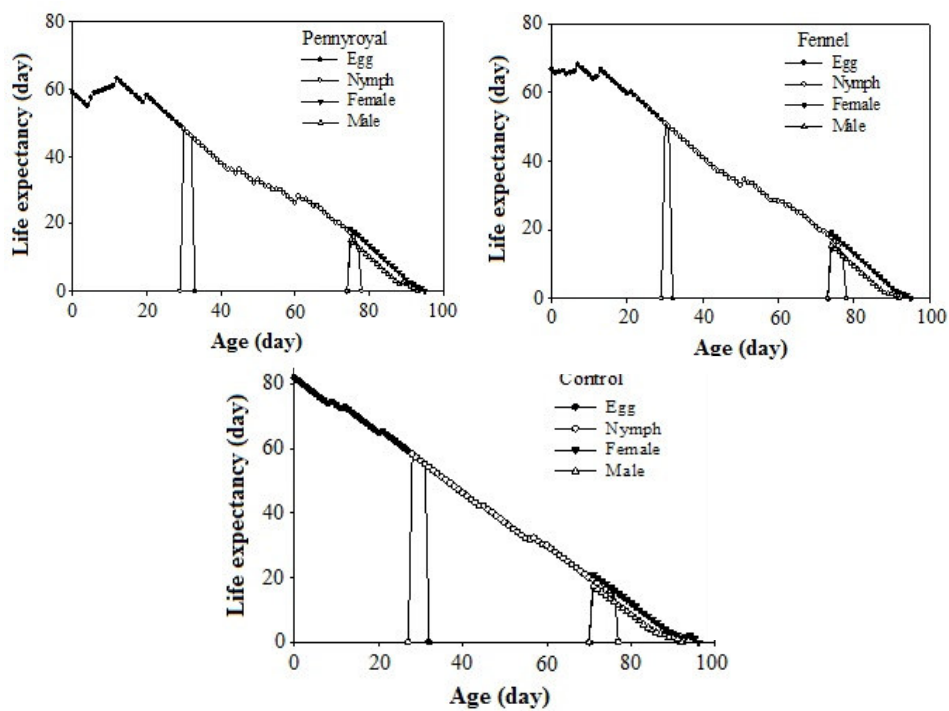 Pennyroyal
Egg
Nymph
Female
Male
Life expectancy (day)
80
60
40
20
0
0 20 40 60 80 100
Age (day)
Fennel
Egg
Nymph
Female
Male
Life expectancy (day)
80
60
40
20
0
0 20 40 60 80 100
Age (day)
Control
Egg
Nymph
Female
Male
Life expectancy (day)
80
60
40
20
0
0 20 40 60 80 100
Age (day)